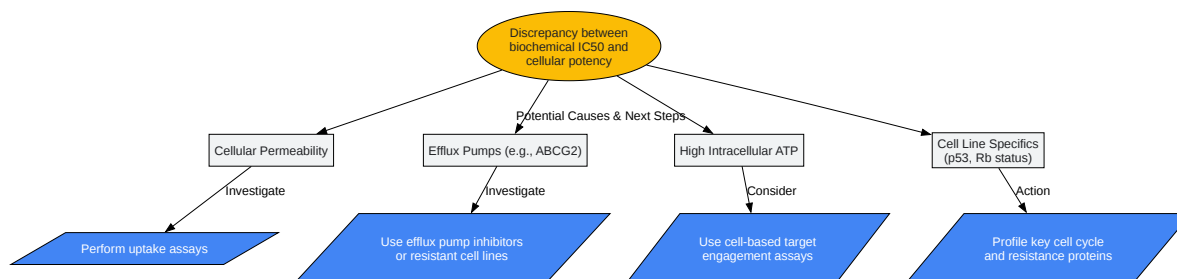 Discrepancy between
biochemical IC50 and
cellular potency
Potential Causes & Next Steps
Cellular Permeability
Efflux Pumps (e.g., ABCG2)
High Intracellular ATP
Cell Line Specifics
(p53, Rb status)
Investigate
Investigate
Consider
Action
Perform uptake assays
Use efflux pump inhibitors
or resistant cell lines
Use cell-based target
engagement assays
Profile key cell cycle
and resistance proteins